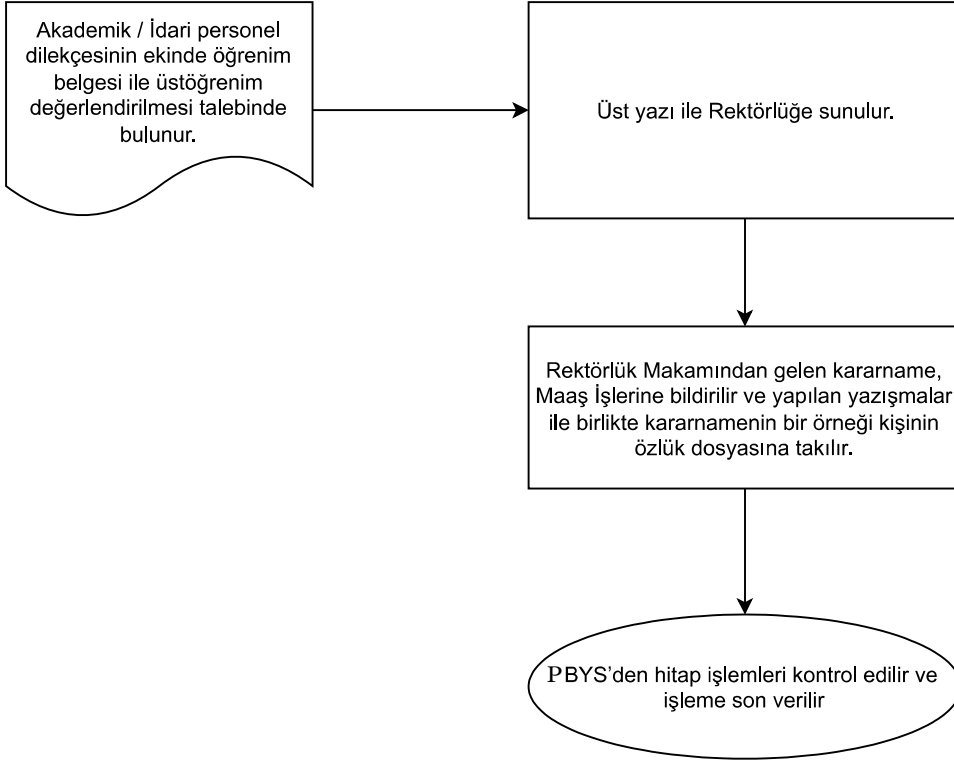 Akademik / İdari personel
dilekçesinin ekinde öğrenim
belgesi ile üstöğrenim
değerlendirilmesi talebinde
bulunur.
Üst yazı ile Rektörlüğe sunulur.
Rektörlük Makamından gelen kararname,
Maaş İşlerine bildirilir ve yapılan yazışmalar
ile birlikte kararnamenin bir örneği kişinin
özlük dosyasına takılır.
PBYS'den hitap işlemleri kontrol edilir ve
işleme son verilir